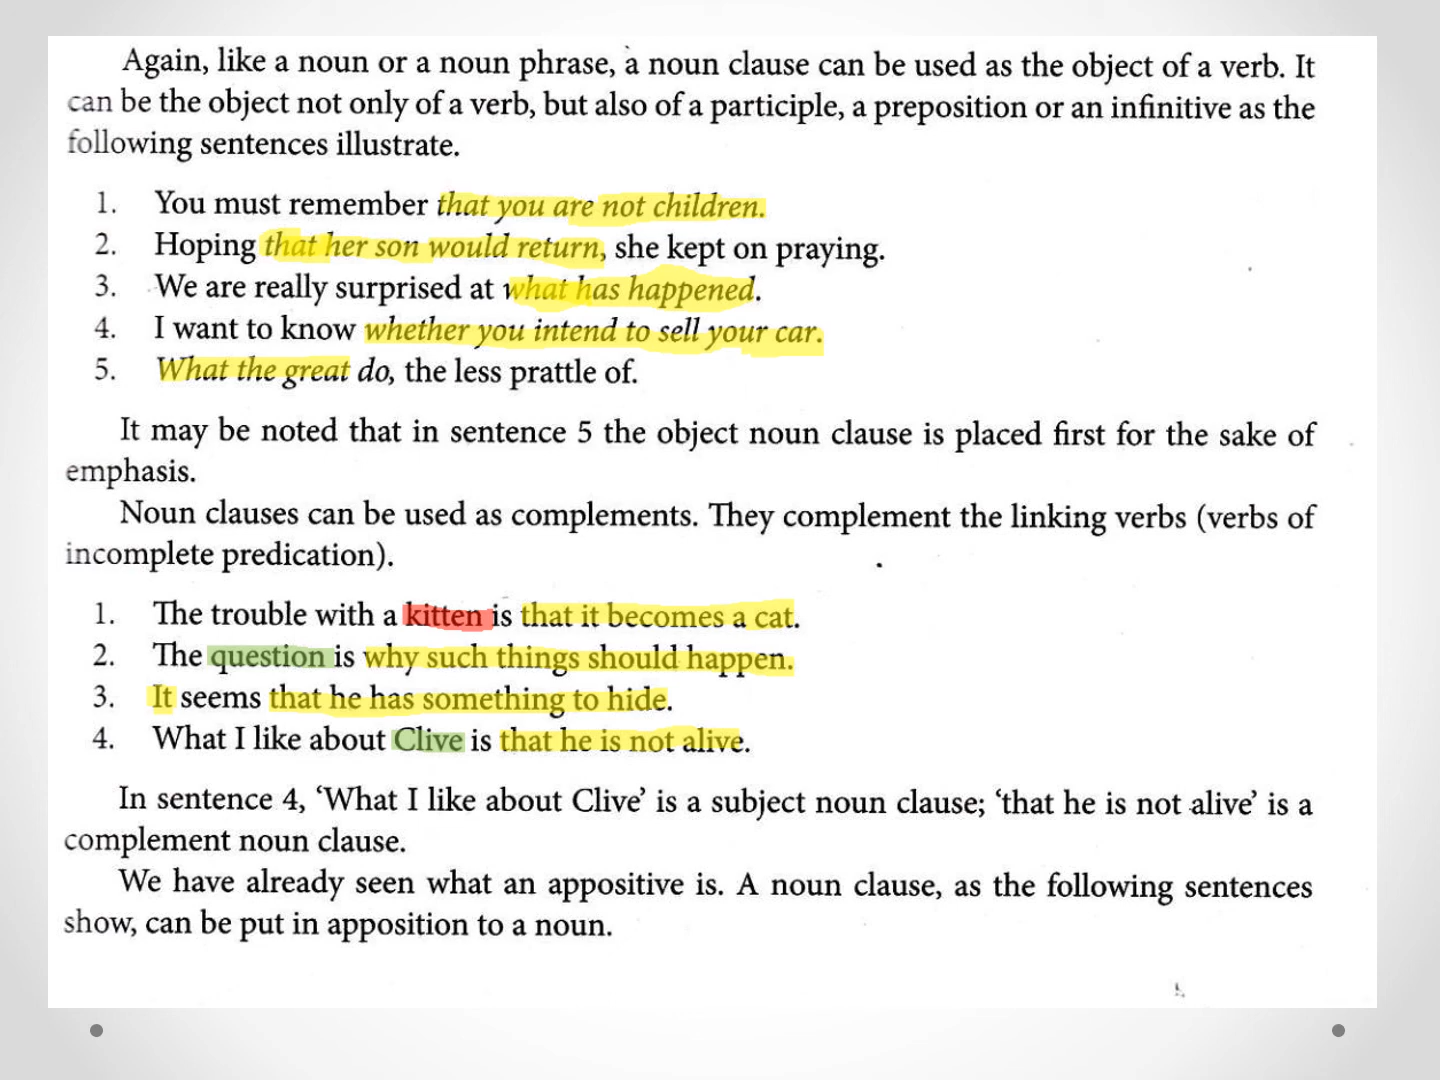 Again, like a noun or a noun phrase, a noun clause can be used as the object of a verb. It
can be the object not only of a verb, but also of a participle, a preposition or an infinitive as the
following sentences illustrate.
1. You must remember that you are not children.
2. Hoping that her son would return, she kept on praying.
3. We are really surprised at what has happened.
4. I want to know whether you intend to sell your car.
5. What the great do, the less prattle of.
It may be noted that in sentence 5 the object noun clause is placed first for the sake of
emphasis.
Noun clauses can be used as complements. They complement the linking verbs (verbs of
incomplete predication).
1. The trouble with a kitten is that it becomes a cat.
2. The question is why such things should happen.
3. It seems that he has something to hide.
4. What I like about Clive is that he is not alive.
In sentence 4, ‘What I like about Clive’ is a subject noun clause; ‘that he is not alive’ is a
complement noun clause.
We have already seen what an appositive is. A noun clause, as the following sentences
show, can be put in apposition to a noun.